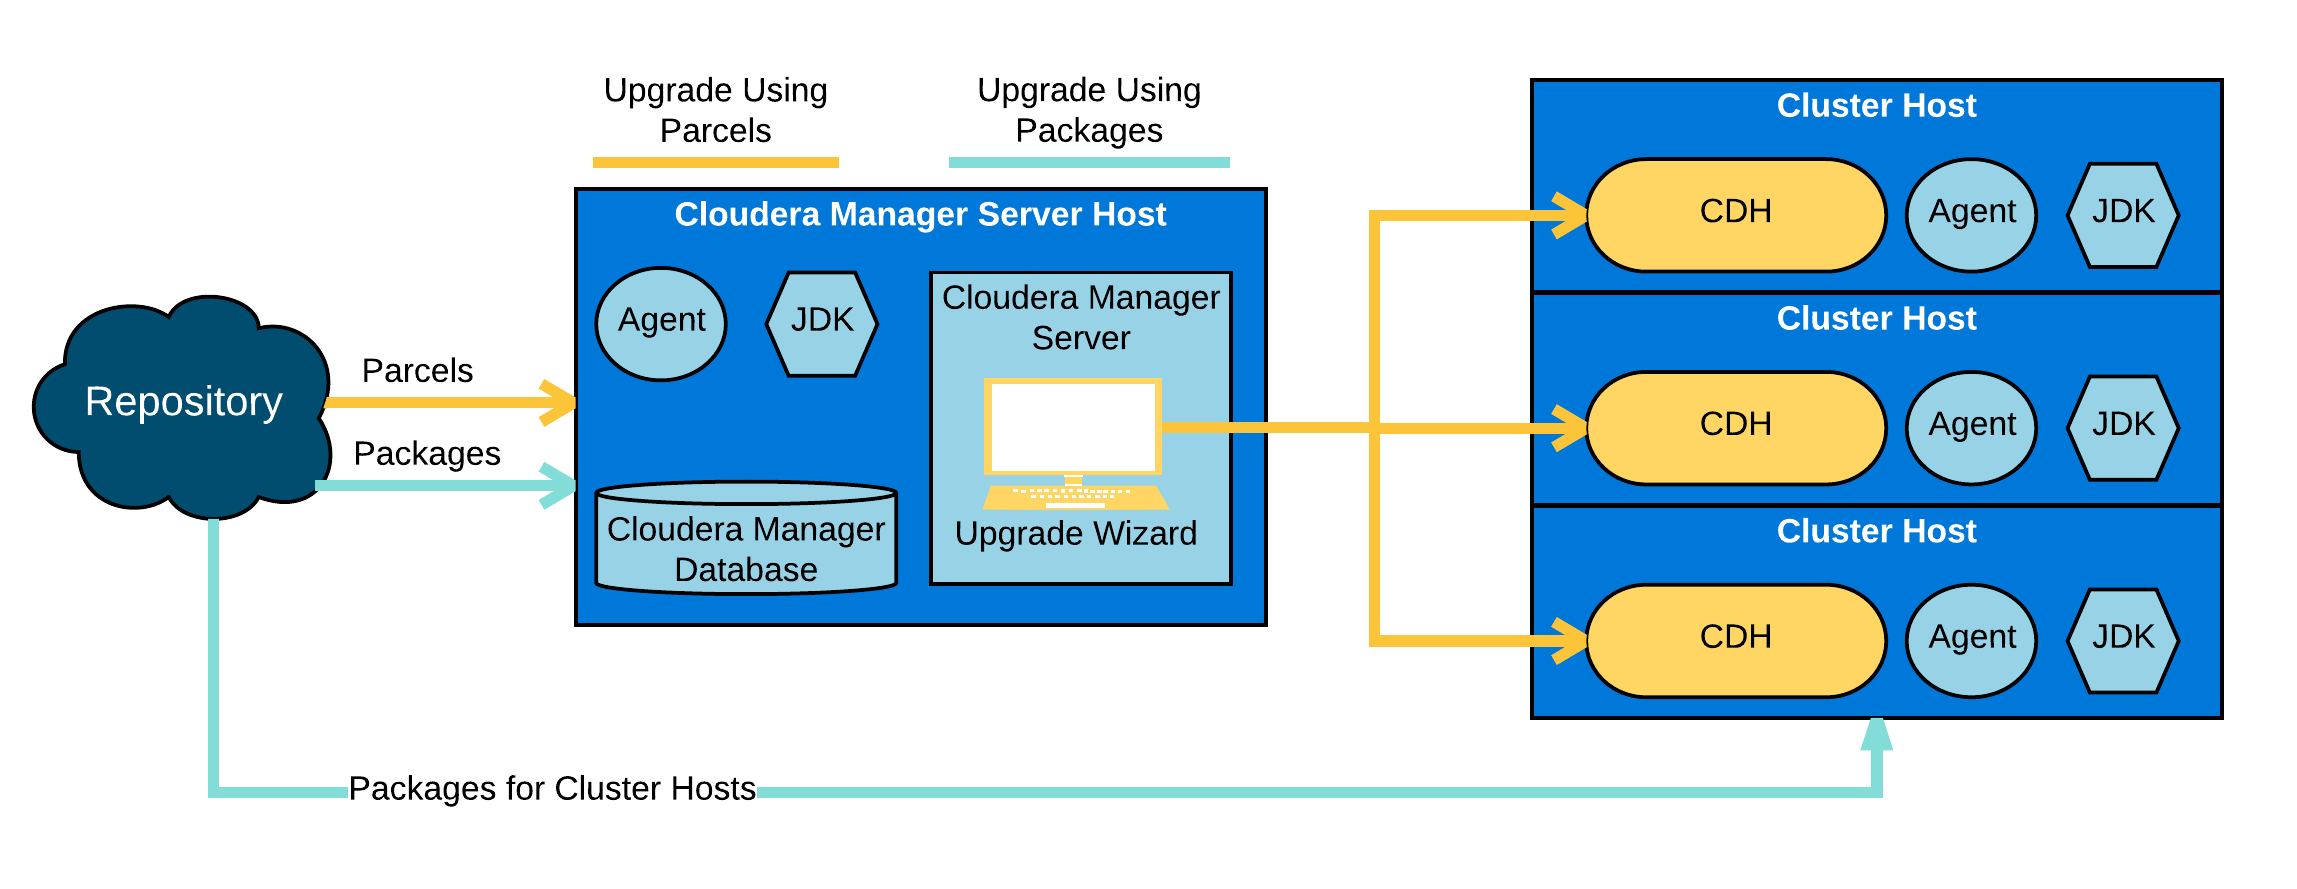 Upgrade Using
Parcels
Upgrade Using
Packages
Repository
Parcels
Packages
Cloudera Manager Server Host
Agent
JDK
Cloudera Manager
Server
Upgrade Wizard
Cloudera Manager
Database
Cluster Host
CDH
Agent
JDK
Cluster Host
CDH
Agent
JDK
Cluster Host
CDH
Agent
JDK
Packages for Cluster Hosts